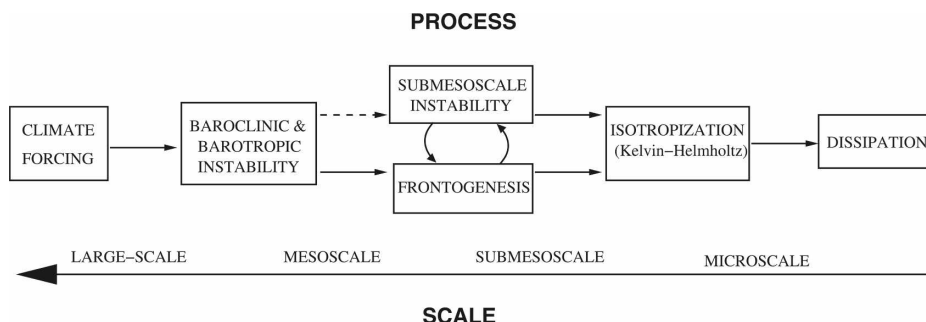 PROCESS
CLIMATE
FORCING
BAROCLINIC &
BAROTROPIC
INSTABILITY
SUBMESOSCALE
INSTABILITY
FRONTOGENESIS
ISOTROPIZATION
(Kelvin-Helmholtz)
DISSIPATION
LARGE-SCALE MESOSCALE SUBMESOSCALE MICROSCALE
SCALE